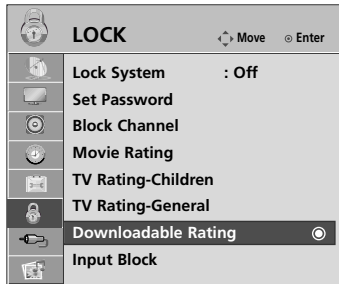 LOCK Move Enter
Lock System : Off
Set Password
Block Channel
Movie Rating
TV Rating-Children
TV Rating-General
Downloadable Rating
Input Block